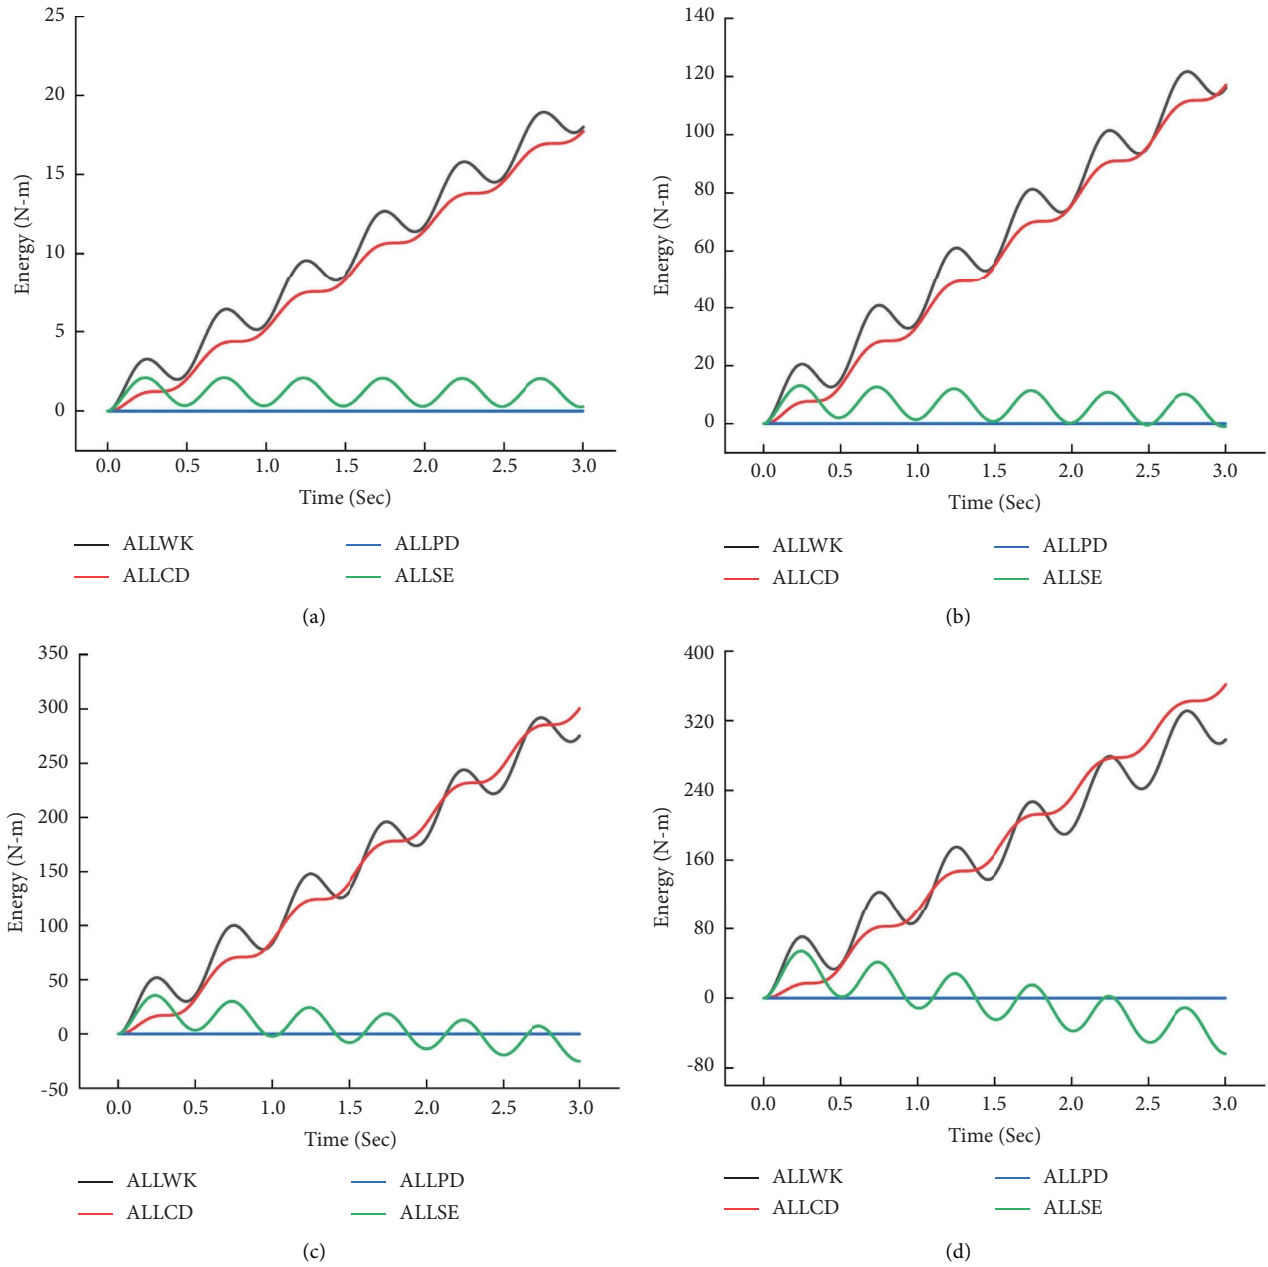 25
20
15
10
5
0
Energy (N-m)
0.0 0.5 1.0 1.5 2.0 2.5 3.0
Time (Sec)
ALLWK ALLPD
ALLCD ALLSE
(a)
140
120
100
80
60
40
20
0
Energy (N-m)
0.0 0.5 1.0 1.5 2.0 2.5 3.0
Time (Sec)
ALLWK ALLPD
ALLCD ALLSE
(b)
350
300
250
200
150
100
50
0
-50
Energy (N-m)
0.0 0.5 1.0 1.5 2.0 2.5 3.0
Time (Sec)
ALLWK ALLPD
ALLCD ALLSE
(c)
400
320
240
160
80
0
-80
Energy (N-m)
0.0 0.5 1.0 1.5 2.0 2.5 3.0
Time (Sec)
ALLWK ALLPD
ALLCD ALLSE
(d)